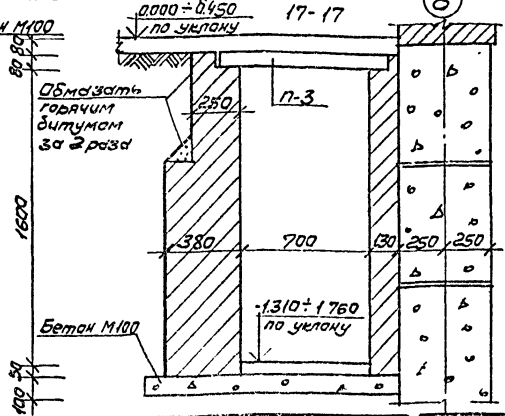 0.000÷0.450
по уклону
17-17
н М100
80 80
Обмазать
горячим
битумом
за 2 раза
250
п-3
1600
380 700 130 250 250
-1.310÷1.760
по уклону
Бетон М100
50
100